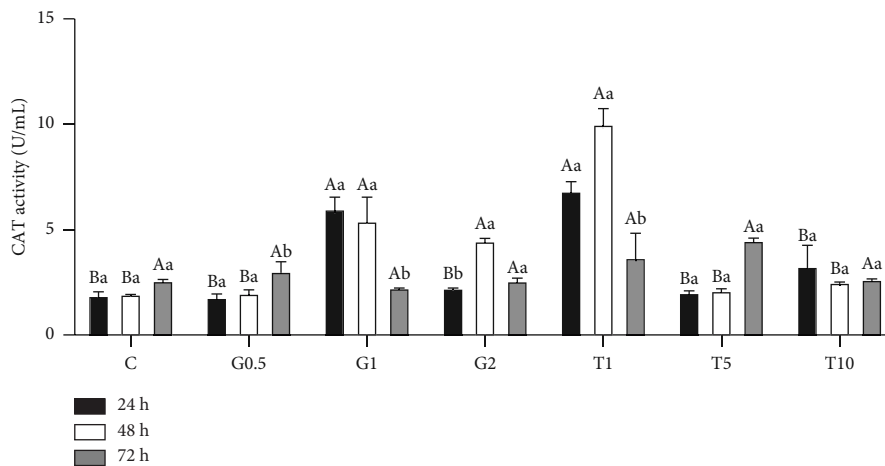 15
10
5
0
CAT activity (U/mL)
Ba Ba Aa
Ba Ba Ab
Aa Aa Ab
Bb Aa Aa
Aa Aa Ab
Ba Ba Aa
Ba Ba Aa
C G0.5 G1 G2 T1 T5 T10
24 h
48 h
72 h